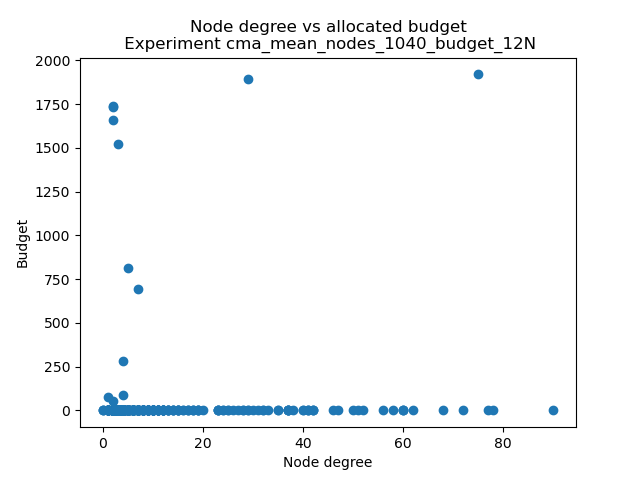 Node degree vs allocated budget
Experiment cma_mean_nodes_1040_budget_12N
2000
1750
1500
1250
1000
750
500
250
0
Budget
0 20 40 60 80
Node degree